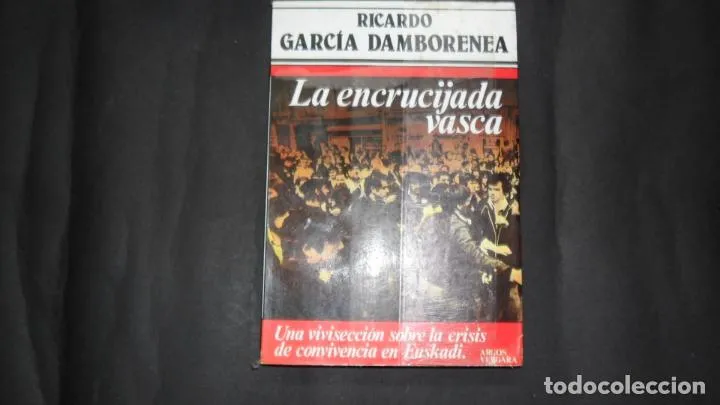 RICARDO
GARCÍA DAMBORENEA
La encrucijada
vasca
Una vivisección sobre la crisis
de convivencia en Euskadi.
ARGOS
VERGARA
todocoleccion